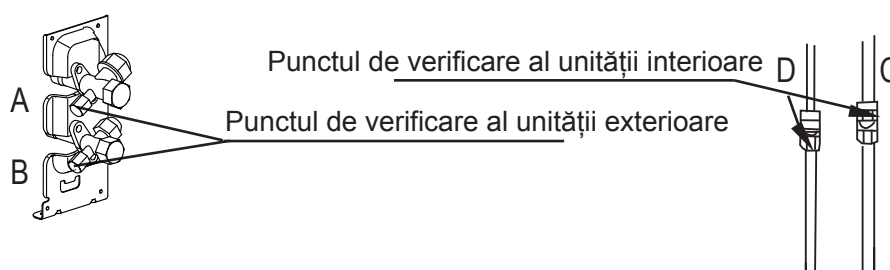 Punctul de verificare al unității interioare
D
C
A
Punctul de verificare al unității exterioare
B